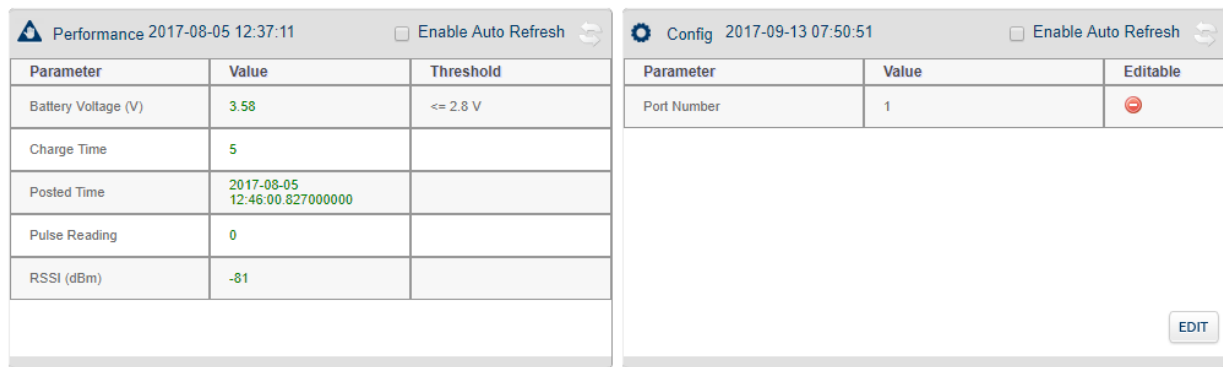 Performance 2017-08-05 12:37:11 Enable Auto Refresh
Parameter Value Threshold
Battery Voltage (V) 3.58 <= 2.8 V
Charge Time 5
Posted Time 2017-08-05
12:46:00.827000000
Pulse Reading 0
RSSI (dBm) -81
Config 2017-09-13 07:50:51 Enable Auto Refresh
Parameter Value Editable
Port Number 1
EDIT